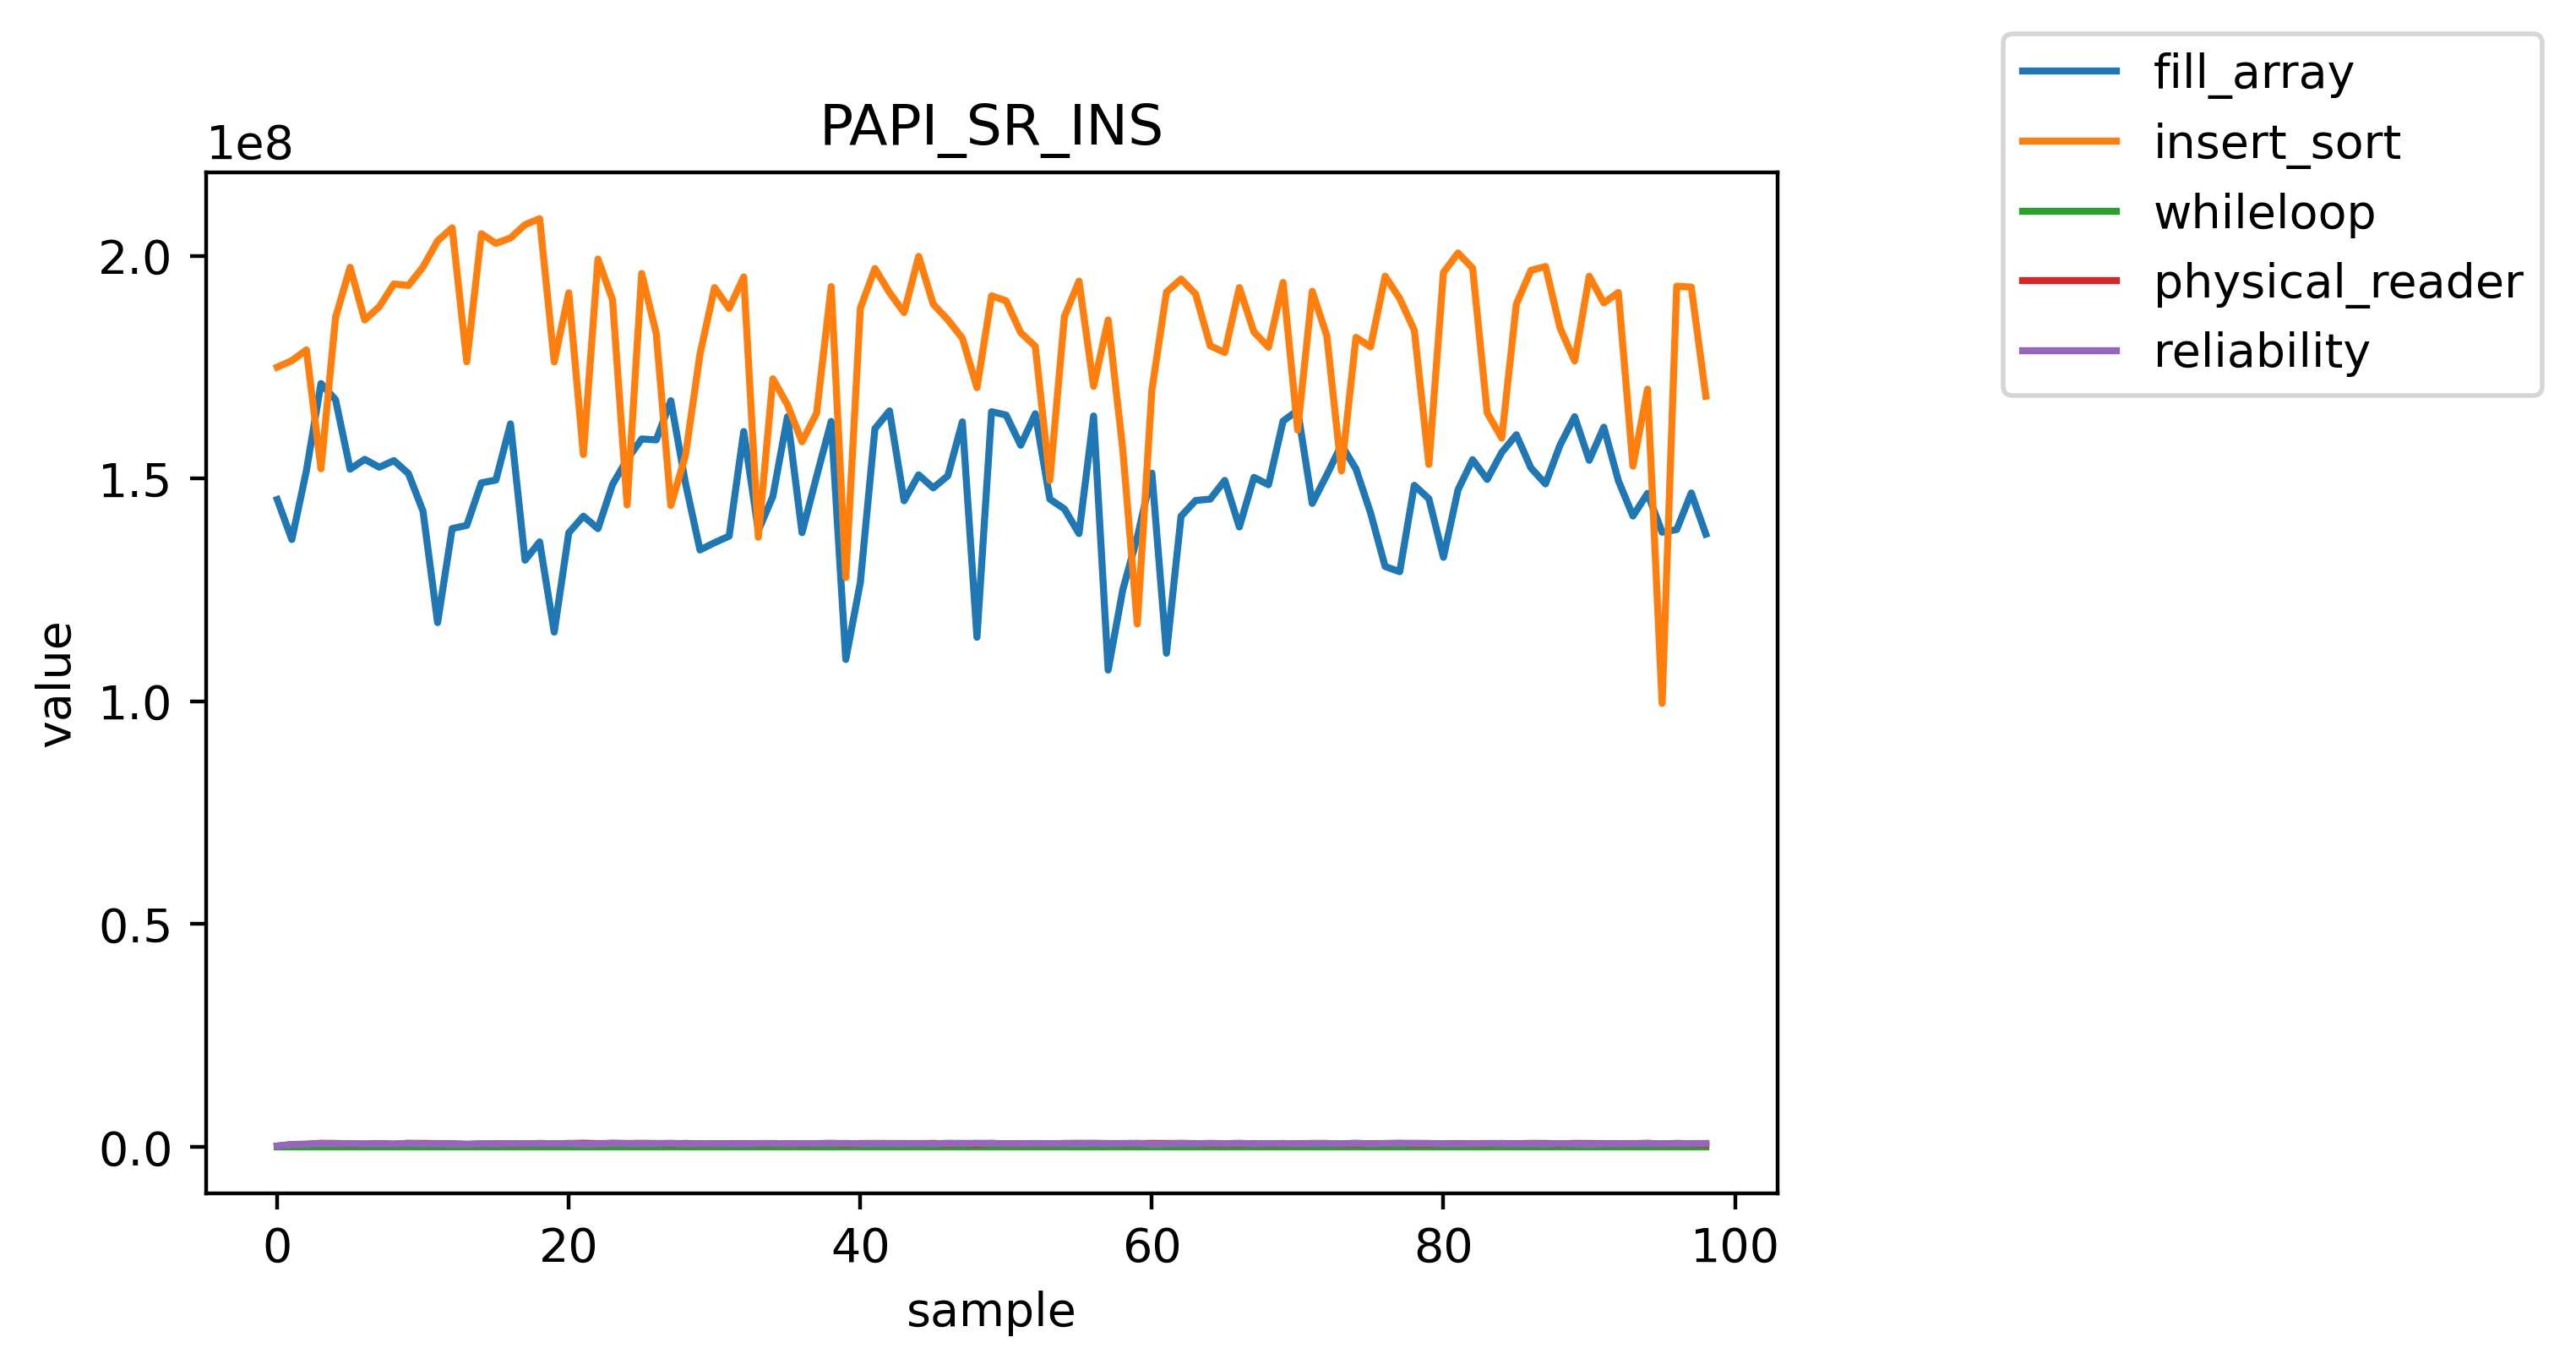 PAPI_SR_INS
1e8
2.0
1.5
1.0
0.5
0.0
value
0 20 40 60 80 100
sample
fill_array
insert_sort
whileloop
physical_reader
reliability